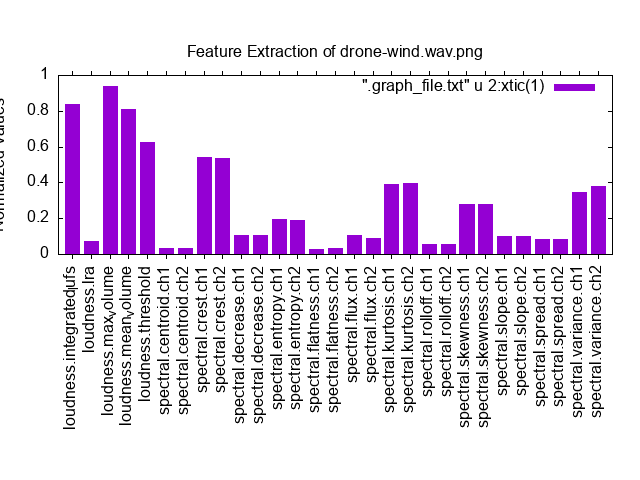 Feature Extraction of drone-wind.wav.png
Normalized Values
".graph_file.txt" u 2:xtic(1)
1
0.8
0.6
0.4
0.2
0
loudness.integratedlufs
loudness.lra
loudness.maxvolume
loudness.meanvolume
loudness.threshold
spectral.centroid.ch1
spectral.centroid.ch2
spectral.crest.ch1
spectral.crest.ch2
spectral.decrease.ch1
spectral.decrease.ch2
spectral.entropy.ch1
spectral.entropy.ch2
spectral.flatness.ch1
spectral.flatness.ch2
spectral.flux.ch1
spectral.flux.ch2
spectral.kurtosis.ch1
spectral.kurtosis.ch2
spectral.rolloff.ch1
spectral.rolloff.ch2
spectral.skewness.ch1
spectral.skewness.ch2
spectral.slope.ch1
spectral.slope.ch2
spectral.spread.ch1
spectral.spread.ch2
spectral.variance.ch1
spectral.variance.ch2